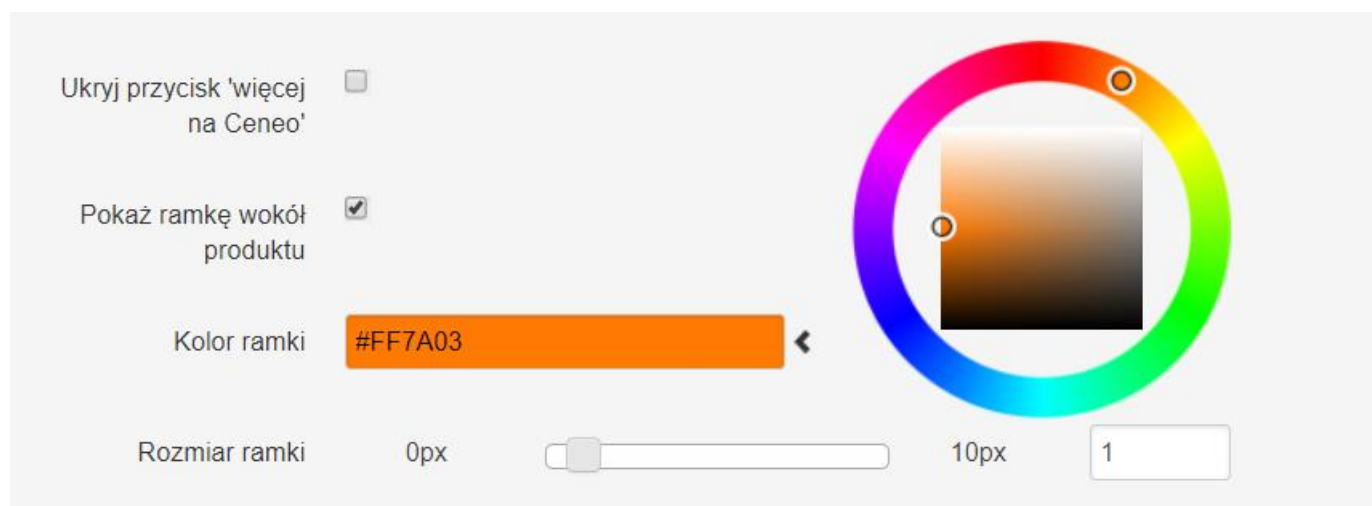 Ukryj przycisk 'więcej
na Ceneo'
Pokaż ramkę wokół
produktu
Kolor ramki #FF7A03
Rozmiar ramki 0px 10px 1